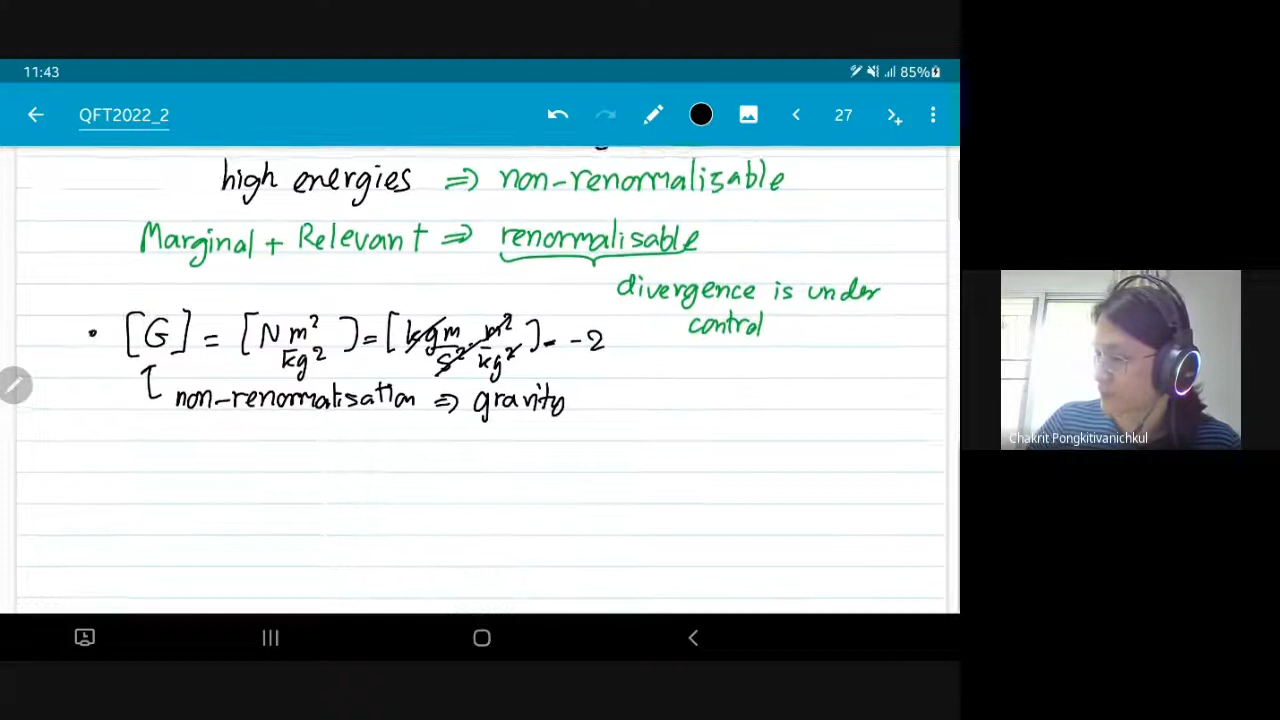 11:43
85%
QFT2022_2
27
high energies ⇒ non-renormalisable
Marginal + Relevant ⇒ renormalisable
divergence is under
control
• [G] = [N m²/kg²] = [kg m/s² · m²/kg²] = -2
non-renormalisation ⇒ gravity
Chakrit Pongkitivanichkul